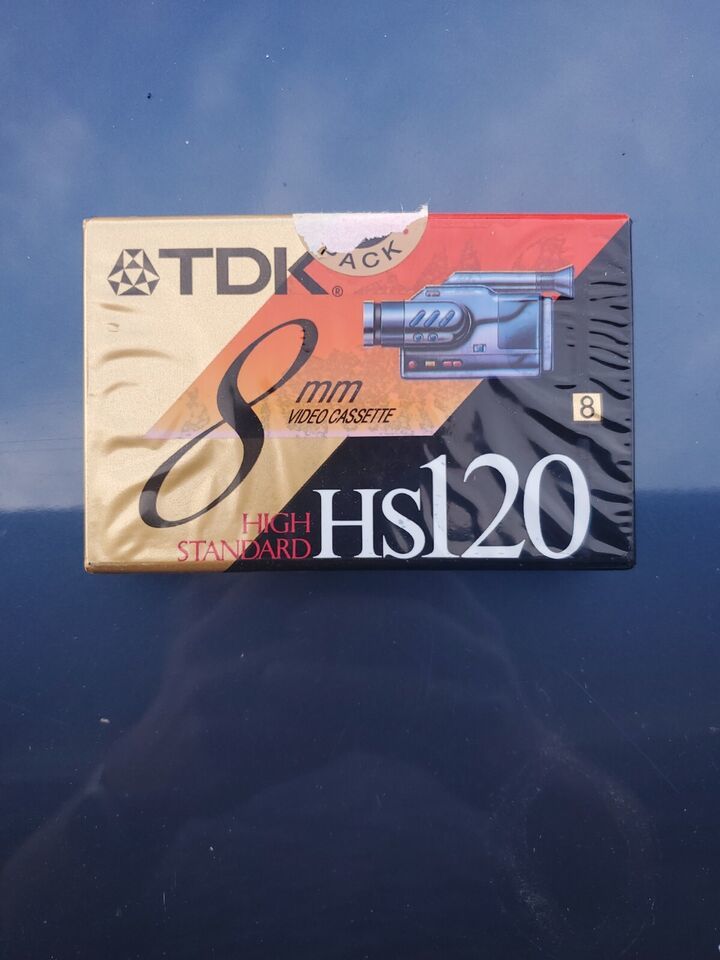 TDK®
PACK
8
mm
VIDEO CASSETTE
8
HIGH
STANDARD
HS120